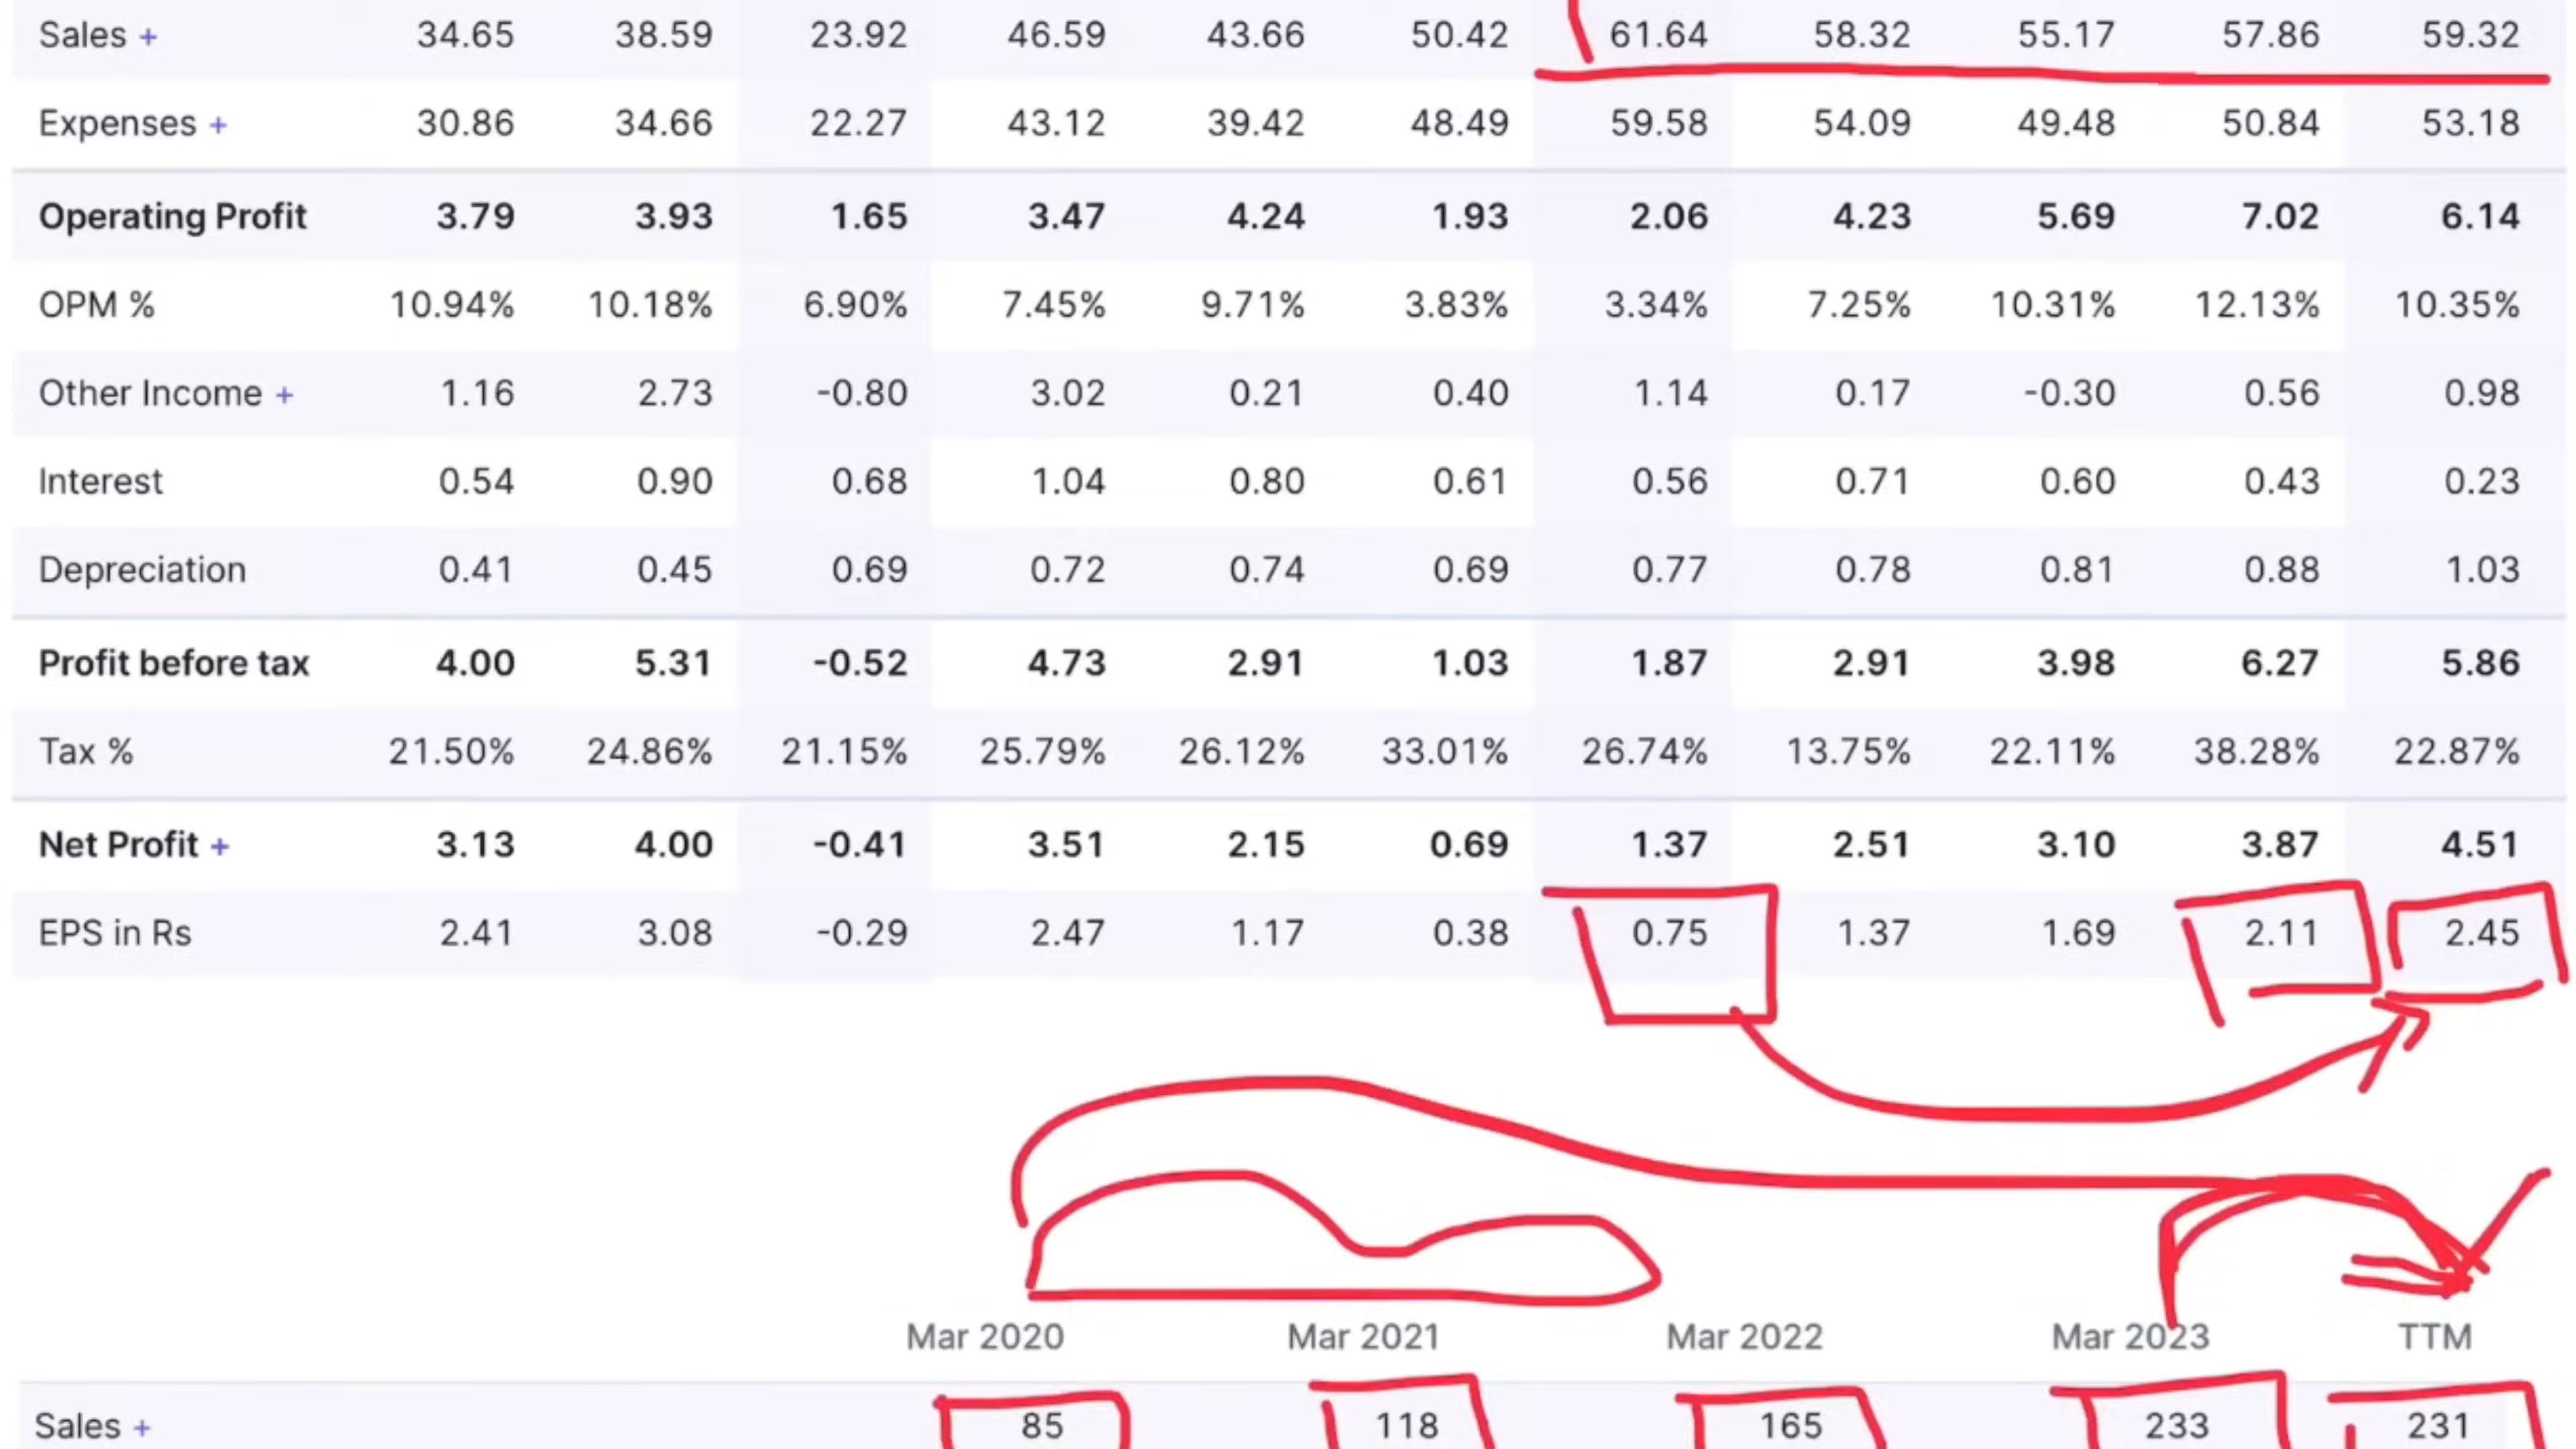 Sales + 34.65 38.59 23.92 46.59 43.66 50.42 61.64 58.32 55.17 57.86 59.32
Expenses + 30.86 34.66 22.27 43.12 39.42 48.49 59.58 54.09 49.48 50.84 53.18
Operating Profit 3.79 3.93 1.65 3.47 4.24 1.93 2.06 4.23 5.69 7.02 6.14
OPM % 10.94% 10.18% 6.90% 7.45% 9.71% 3.83% 3.34% 7.25% 10.31% 12.13% 10.35%
Other Income + 1.16 2.73 -0.80 3.02 0.21 0.40 1.14 0.17 -0.30 0.56 0.98
Interest 0.54 0.90 0.68 1.04 0.80 0.61 0.56 0.71 0.60 0.43 0.23
Depreciation 0.41 0.45 0.69 0.72 0.74 0.69 0.77 0.78 0.81 0.88 1.03
Profit before tax 4.00 5.31 -0.52 4.73 2.91 1.03 1.87 2.91 3.98 6.27 5.86
Tax % 21.50% 24.86% 21.15% 25.79% 26.12% 33.01% 26.74% 13.75% 22.11% 38.28% 22.87%
Net Profit + 3.13 4.00 -0.41 3.51 2.15 0.69 1.37 2.51 3.10 3.87 4.51
EPS in Rs 2.41 3.08 -0.29 2.47 1.17 0.38 0.75 1.37 1.69 2.11 2.45
Mar 2020 Mar 2021 Mar 2022 Mar 2023 TTM
Sales + 85 118 165 233 231